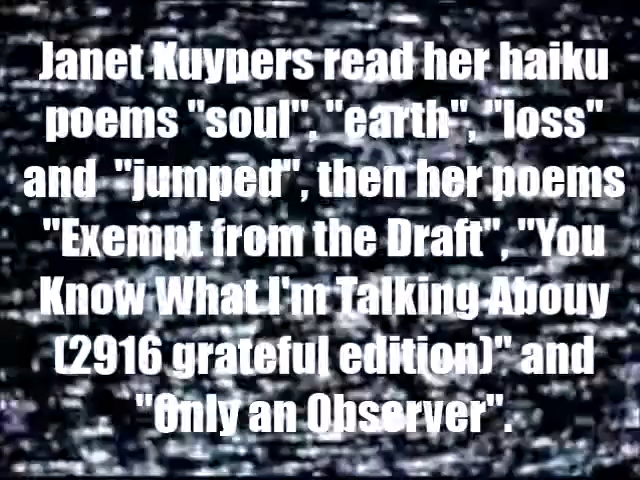 Janet Kuypers read her haiku
poems "soul", "earth", "loss"
and "jumped", then her poems
"Exempt from the Draft", "You
Know What I'm Talking Abouy
(2916 grateful edition)" and
"Only an Observer".